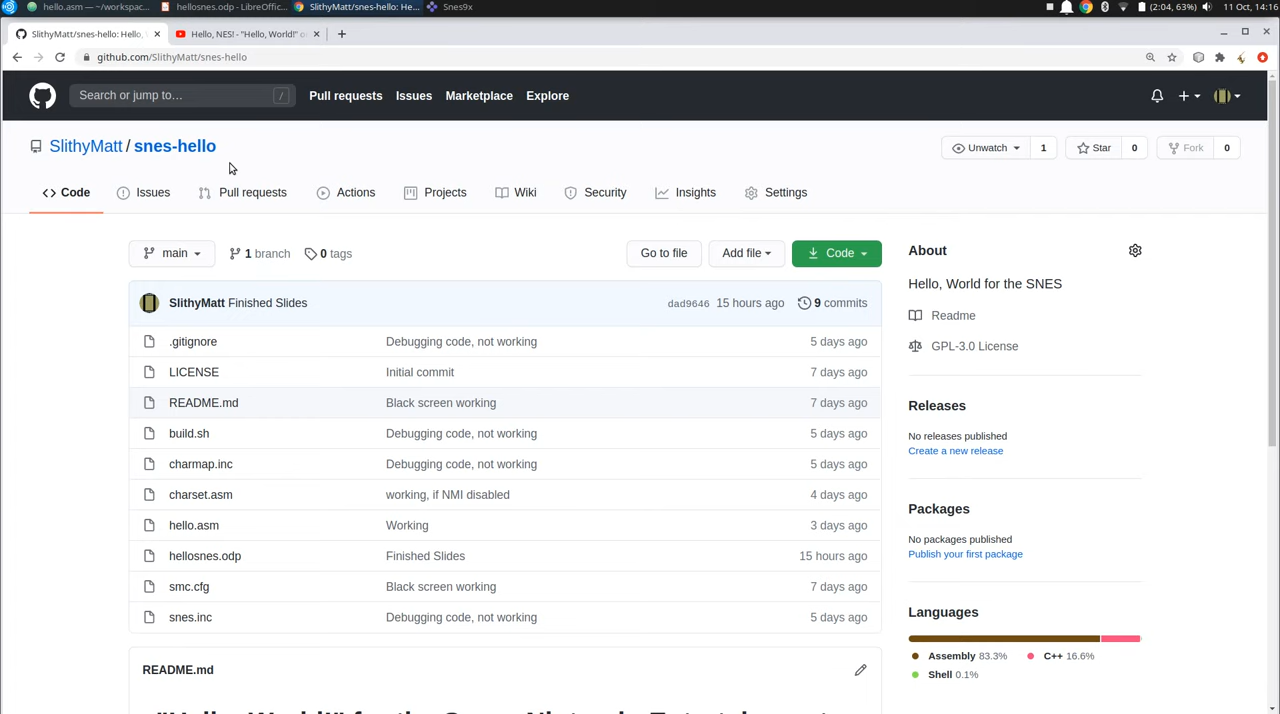 hello.asm — ~/workspac... hellosnes.odp - LibreOffic... SlithyMatt/snes-hello: He... Snes9x (2:04, 63%) 11 Oct, 14:16
SlithyMatt/snes-hello: Hello, Hello, NES! - "Hello, World!" o
github.com/SlithyMatt/snes-hello
Search or jump to… / Pull requests Issues Marketplace Explore
SlithyMatt / snes-hello Unwatch 1 Star 0 Fork 0
Code Issues Pull requests Actions Projects Wiki Security Insights Settings
main 1 branch 0 tags Go to file Add file Code
SlithyMatt Finished Slides dad9646 15 hours ago 9 commits
.gitignore Debugging code, not working 5 days ago
LICENSE Initial commit 7 days ago
README.md Black screen working 7 days ago
build.sh Debugging code, not working 5 days ago
charmap.inc Debugging code, not working 5 days ago
charset.asm working, if NMI disabled 4 days ago
hello.asm Working 3 days ago
hellosnes.odp Finished Slides 15 hours ago
smc.cfg Black screen working 7 days ago
snes.inc Debugging code, not working 5 days ago
README.md
"Hello, World!" for the Super Nintendo Entertainment
About
Hello, World for the SNES
Readme
GPL-3.0 License
Releases
No releases published
Create a new release
Packages
No packages published
Publish your first package
Languages
Assembly 83.3% C++ 16.6%
Shell 0.1%